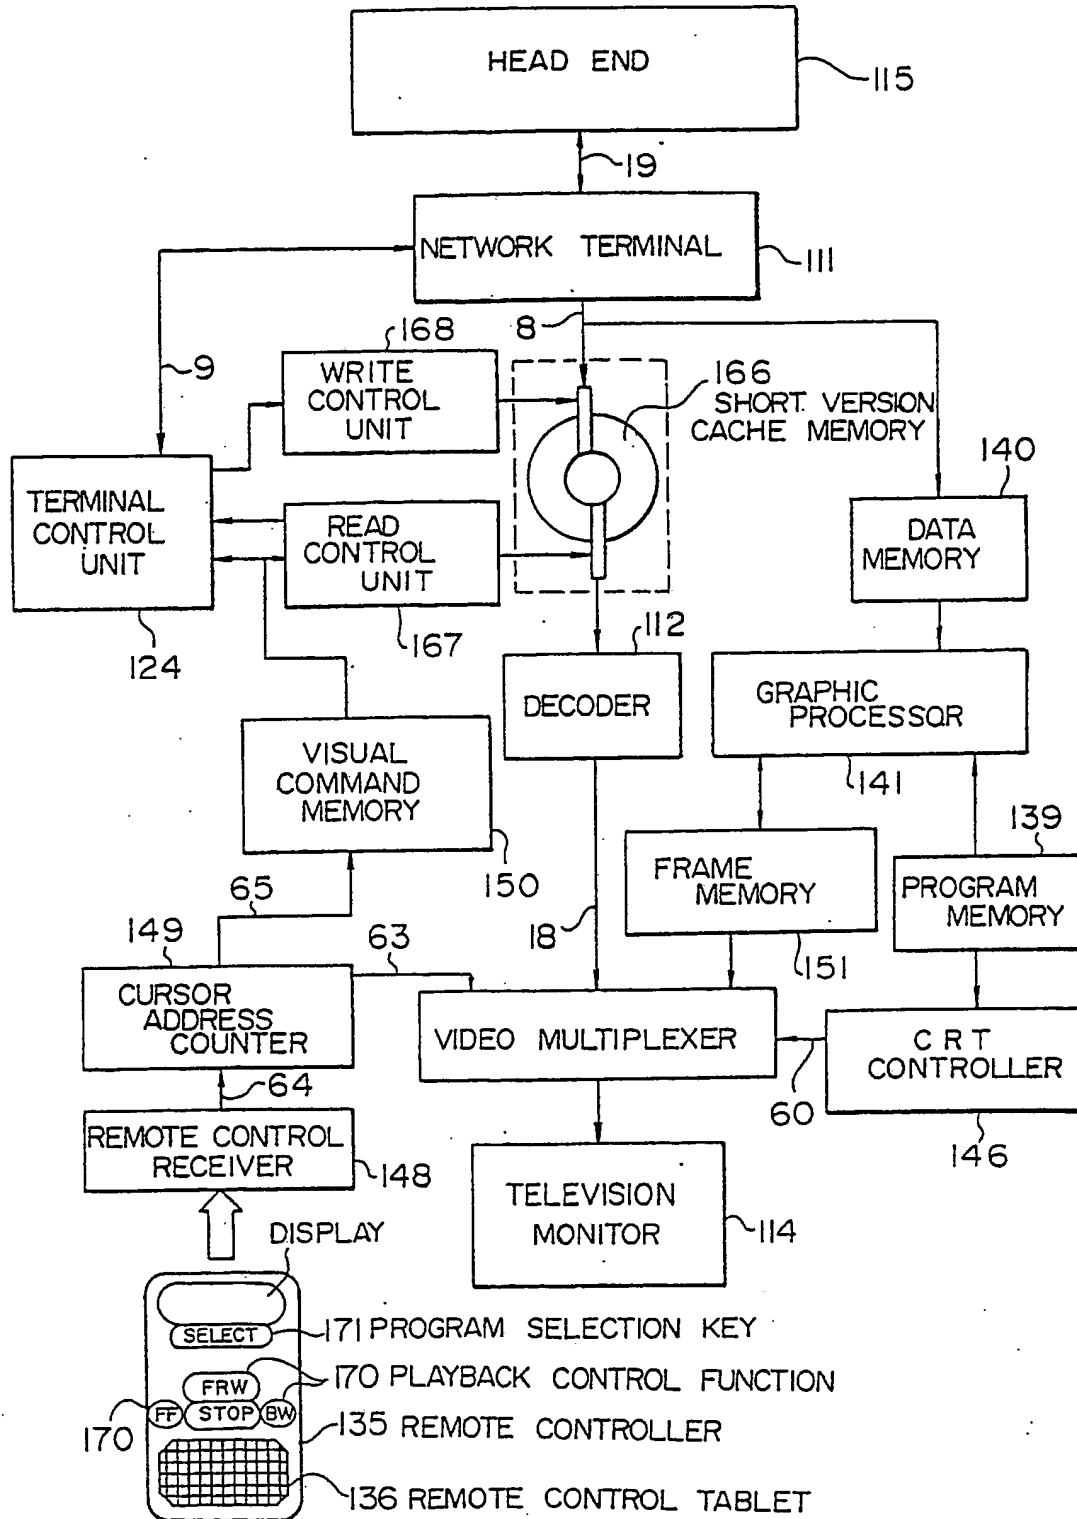 HEAD END
115
19
NETWORK TERMINAL
111
8
168
9
WRITE
CONTROL
UNIT
166
SHORT VERSION
CACHE MEMORY
140
TERMINAL
CONTROL
UNIT
READ
CONTROL
UNIT
DATA
MEMORY
124
167
112
DECODER
GRAPHIC
PROCESSOR
141
VISUAL
COMMAND
MEMORY
150
139
FRAME
MEMORY
151
PROGRAM
MEMORY
65
149
63
18
CURSOR
ADDRESS
COUNTER
VIDEO MULTIPLEXER
CRT
CONTROLLER
60
146
64
REMOTE CONTROL
RECEIVER
148
TELEVISION
MONITOR
114
DISPLAY
SELECT
171 PROGRAM SELECTION KEY
FRW
170 PLAYBACK CONTROL FUNCTION
FF STOP BW
170
135 REMOTE CONTROLLER
136 REMOTE CONTROL TABLET